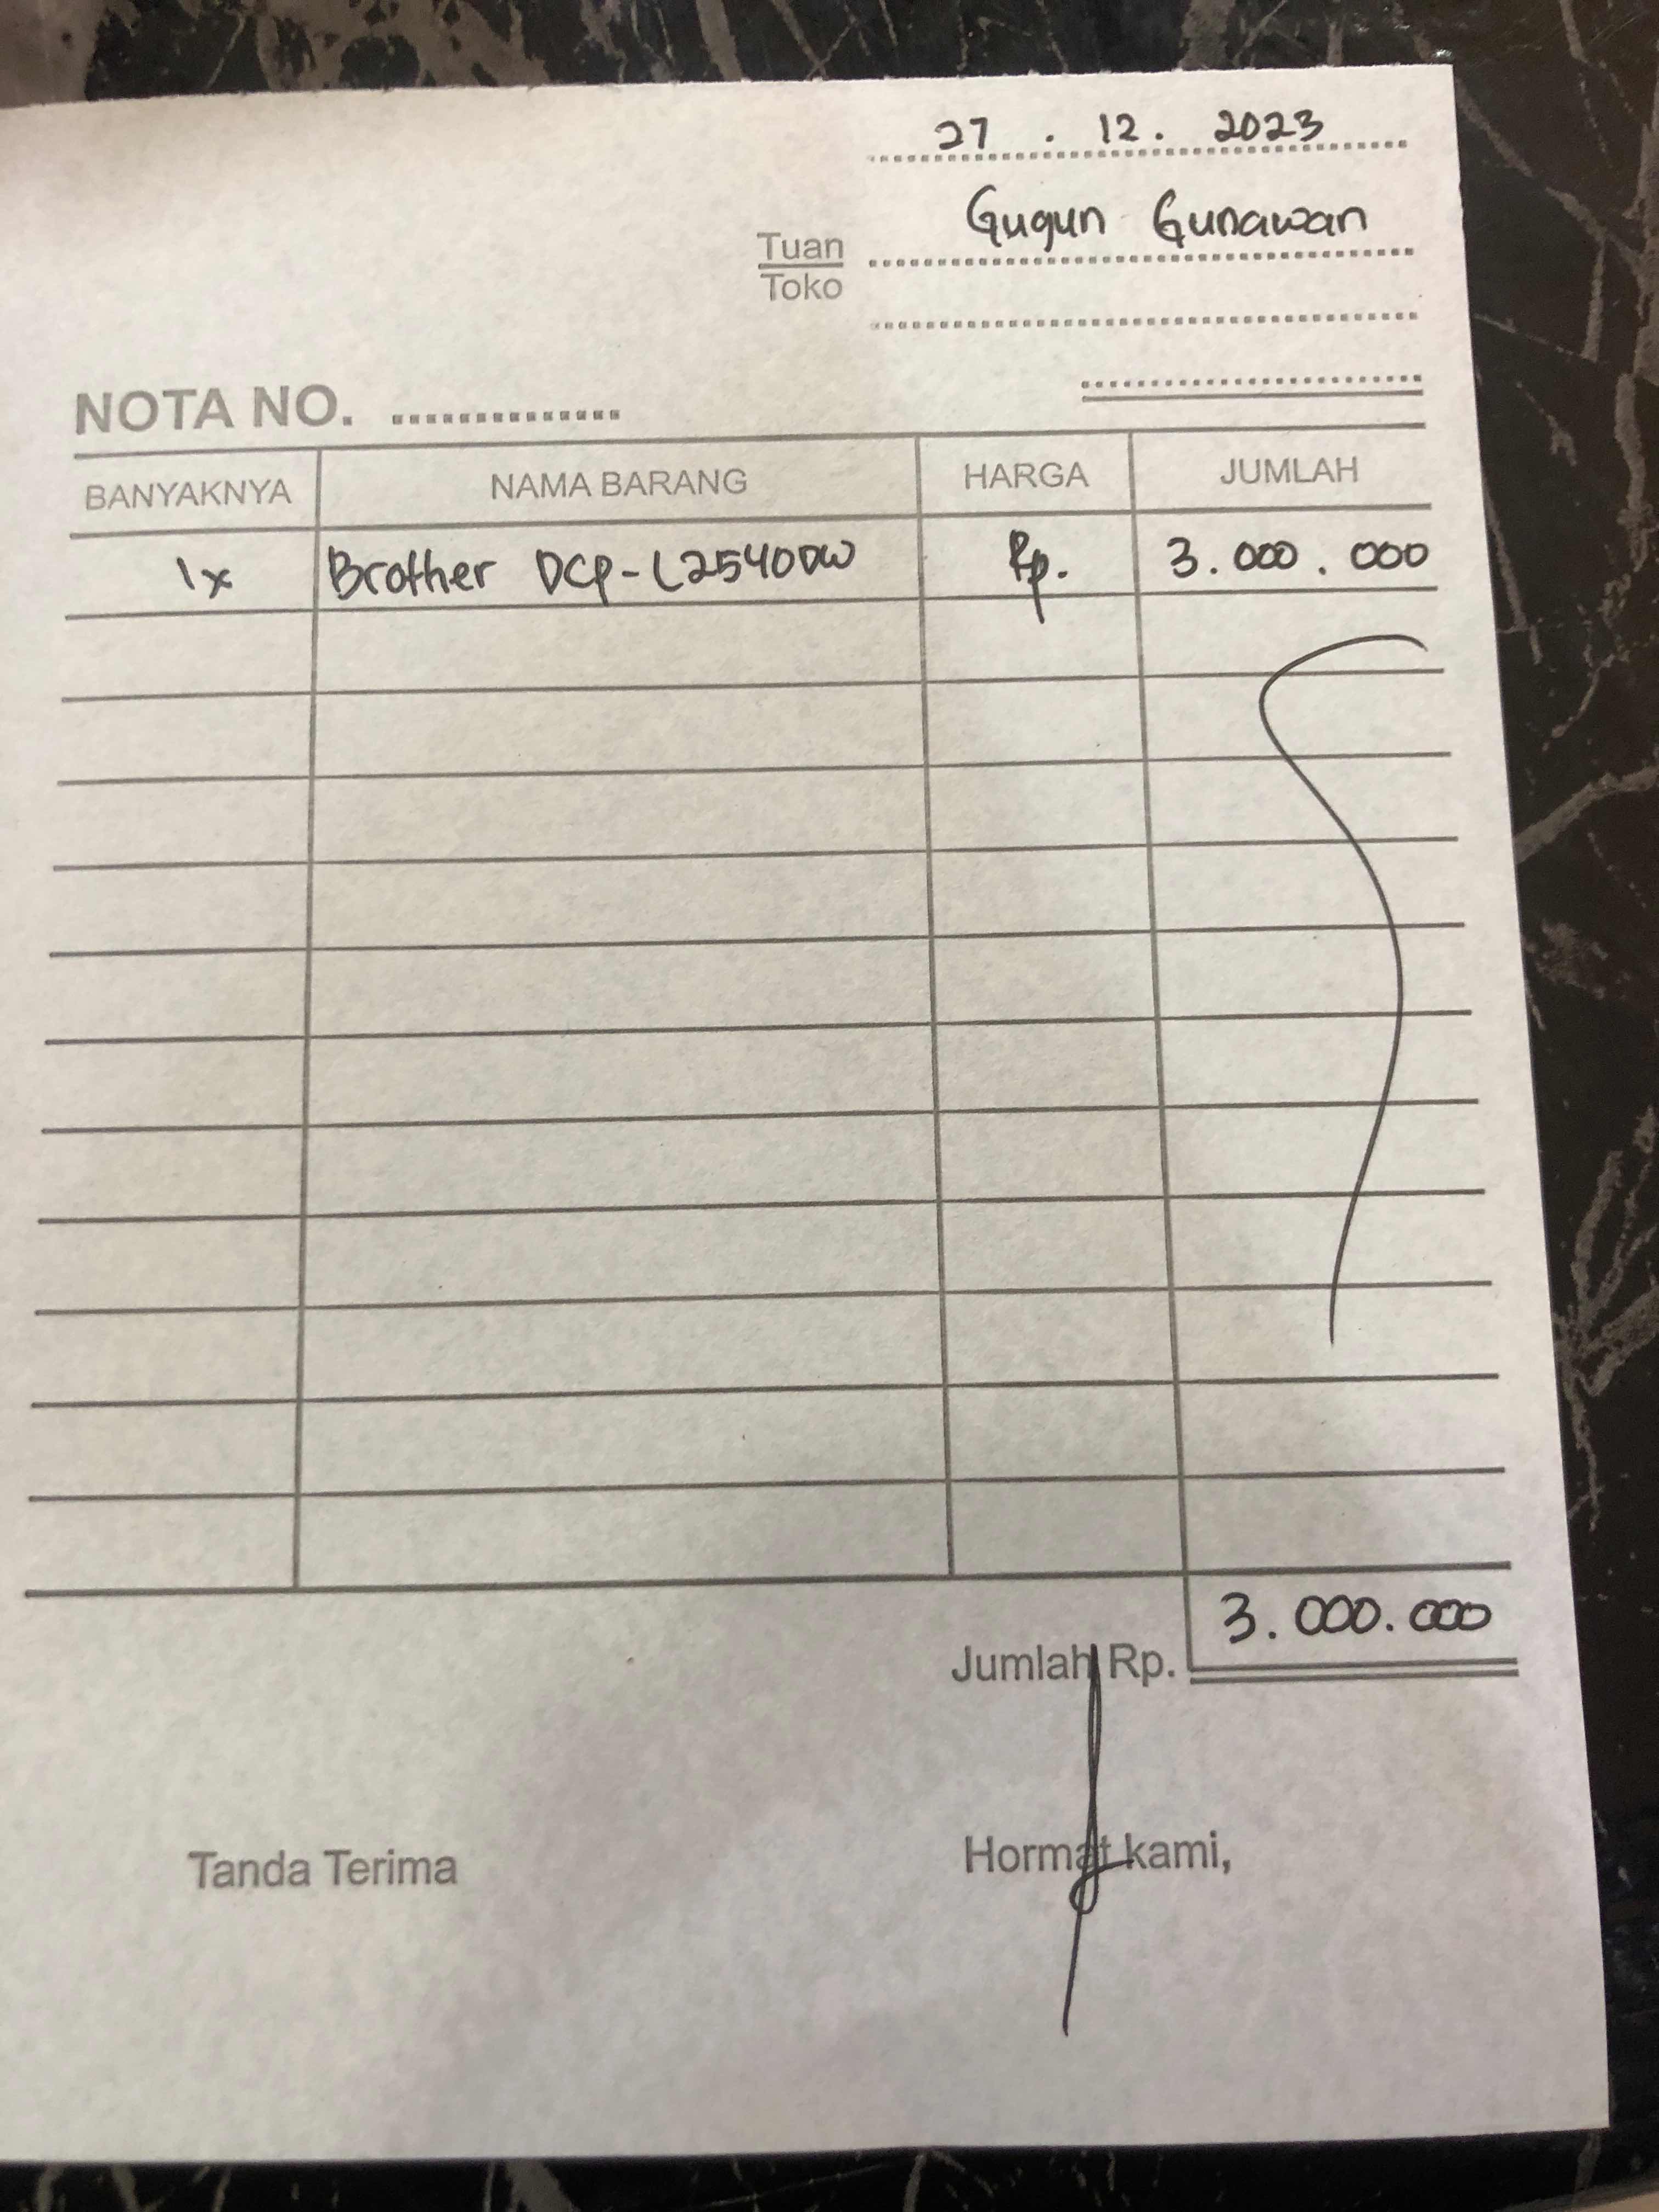 27 . 12. 2023
Tuan
Toko
Gugun Gunawan
NOTA NO.
BANYAKNYA NAMA BARANG HARGA JUMLAH
1x Brother DCP-L2540DW Rp. 3.000.000
Jumlah Rp. 3.000.000
Tanda Terima Hormat kami,